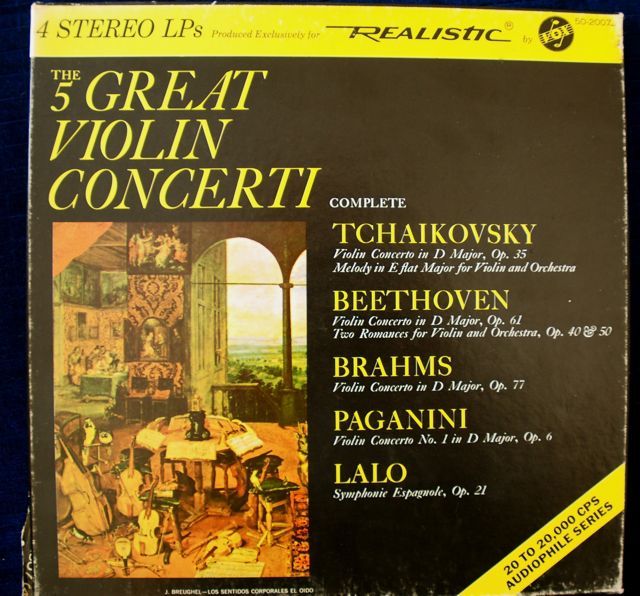 4 STEREO LPs Produced Exclusively for REALISTIC® by VOX
50-2007
THE
5 GREAT
VIOLIN
CONCERTI
COMPLETE
TCHAIKOVSKY
Violin Concerto in D Major, Op. 35
Melody in E flat Major for Violin and Orchestra
BEETHOVEN
Violin Concerto in D Major, Op. 61
Two Romances for Violin and Orchestra, Op. 40 & 50
BRAHMS
Violin Concerto in D Major, Op. 77
PAGANINI
Violin Concerto No. 1 in D Major, Op. 6
LALO
Symphonie Espagnole, Op. 21
20 TO 20,000 CPS
AUDIOPHILE SERIES
J. BREUGHEL—LOS SENTIDOS CORPORALES EL OIDO